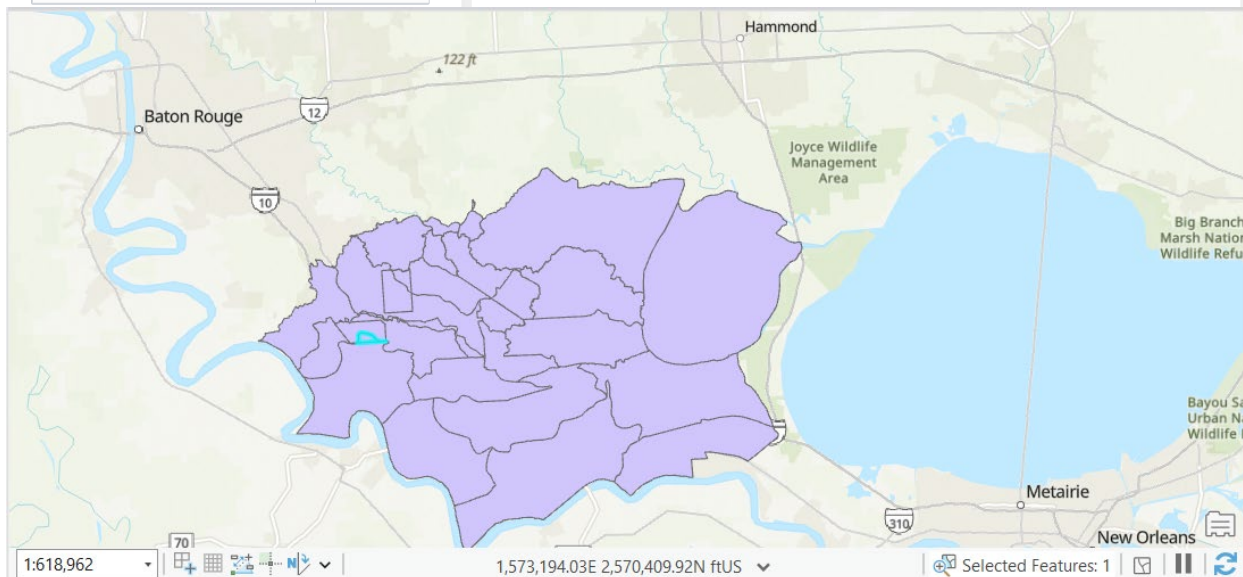 Hammond
122 ft
Baton Rouge
12
Joyce Wildlife
Management
Area
10
Big Branch
Marsh Nation
Wildlife Refu
Bayou Sa
Urban Na
Wildlife
Metairie
310
New Orleans
70
1:618,962
N
1,573,194.03E 2,570,409.92N ftUS
Selected Features: 1